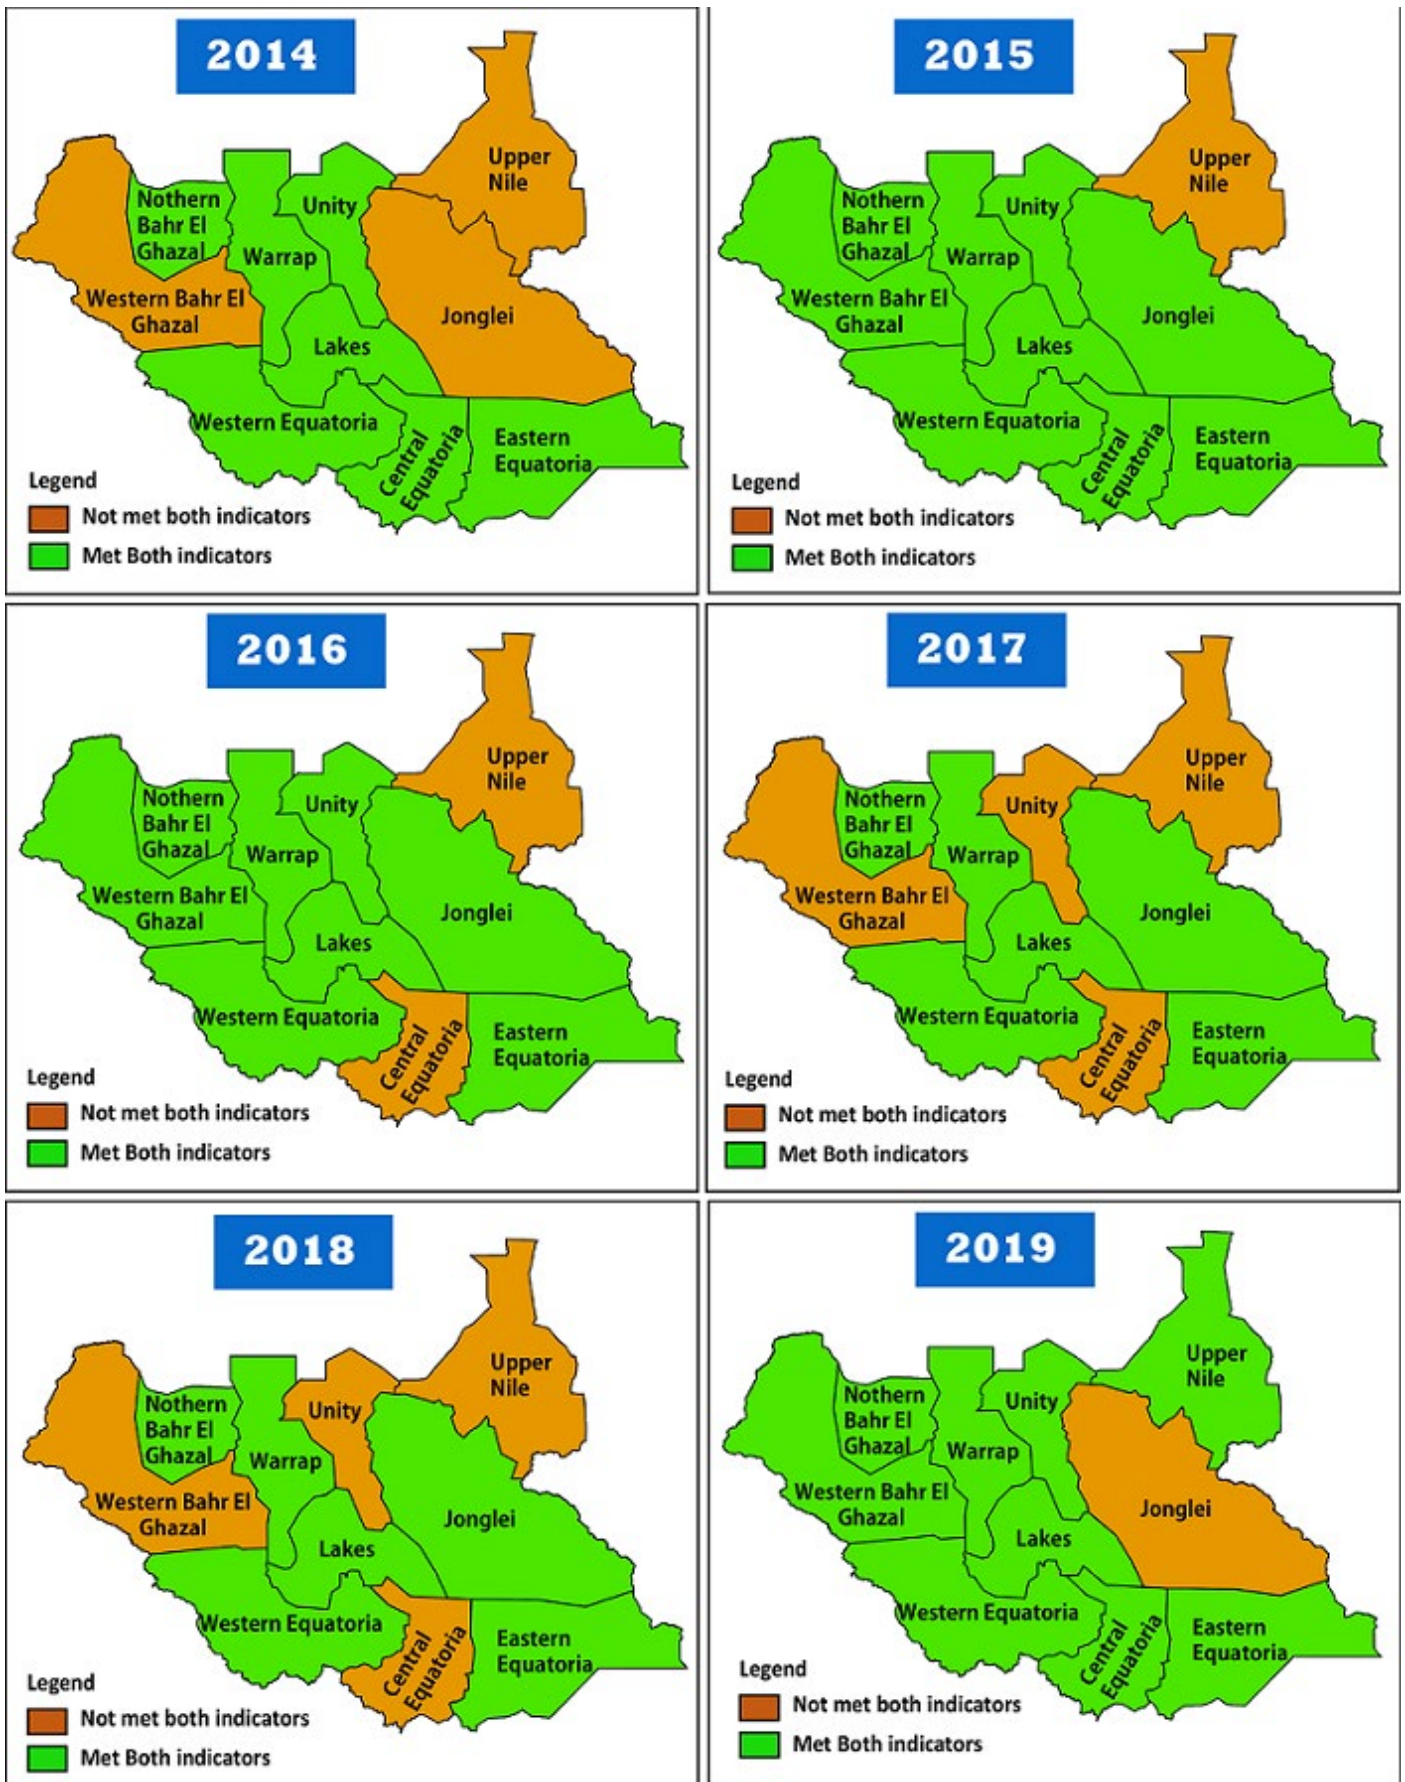 2014
Upper
Nile
Nothern
Bahr El
Ghazal
Unity
Warrap
Western Bahr El
Ghazal
Jonglei
Lakes
Western Equatoria
Central
Equatoria
Eastern
Equatoria
Legend
Not met both indicators
Met Both indicators
2015
Upper
Nile
Nothern
Bahr El
Ghazal
Unity
Warrap
Western Bahr El
Ghazal
Jonglei
Lakes
Western Equatoria
Central
Equatoria
Eastern
Equatoria
Legend
Not met both indicators
Met Both indicators
2016
Upper
Nile
Nothern
Bahr El
Ghazal
Unity
Warrap
Western Bahr El
Ghazal
Jonglei
Lakes
Western Equatoria
Central
Equatoria
Eastern
Equatoria
Legend
Not met both indicators
Met Both indicators
2017
Upper
Nile
Nothern
Bahr El
Ghazal
Unity
Warrap
Western Bahr El
Ghazal
Jonglei
Lakes
Western Equatoria
Central
Equatoria
Eastern
Equatoria
Legend
Not met both indicators
Met Both indicators
2018
Upper
Nile
Nothern
Bahr El
Ghazal
Unity
Warrap
Western Bahr El
Ghazal
Jonglei
Lakes
Western Equatoria
Central
Equatoria
Eastern
Equatoria
Legend
Not met both indicators
Met Both indicators
2019
Upper
Nile
Nothern
Bahr El
Ghazal
Unity
Warrap
Western Bahr El
Ghazal
Jonglei
Lakes
Western Equatoria
Central
Equatoria
Eastern
Equatoria
Legend
Not met both indicators
Met Both indicators